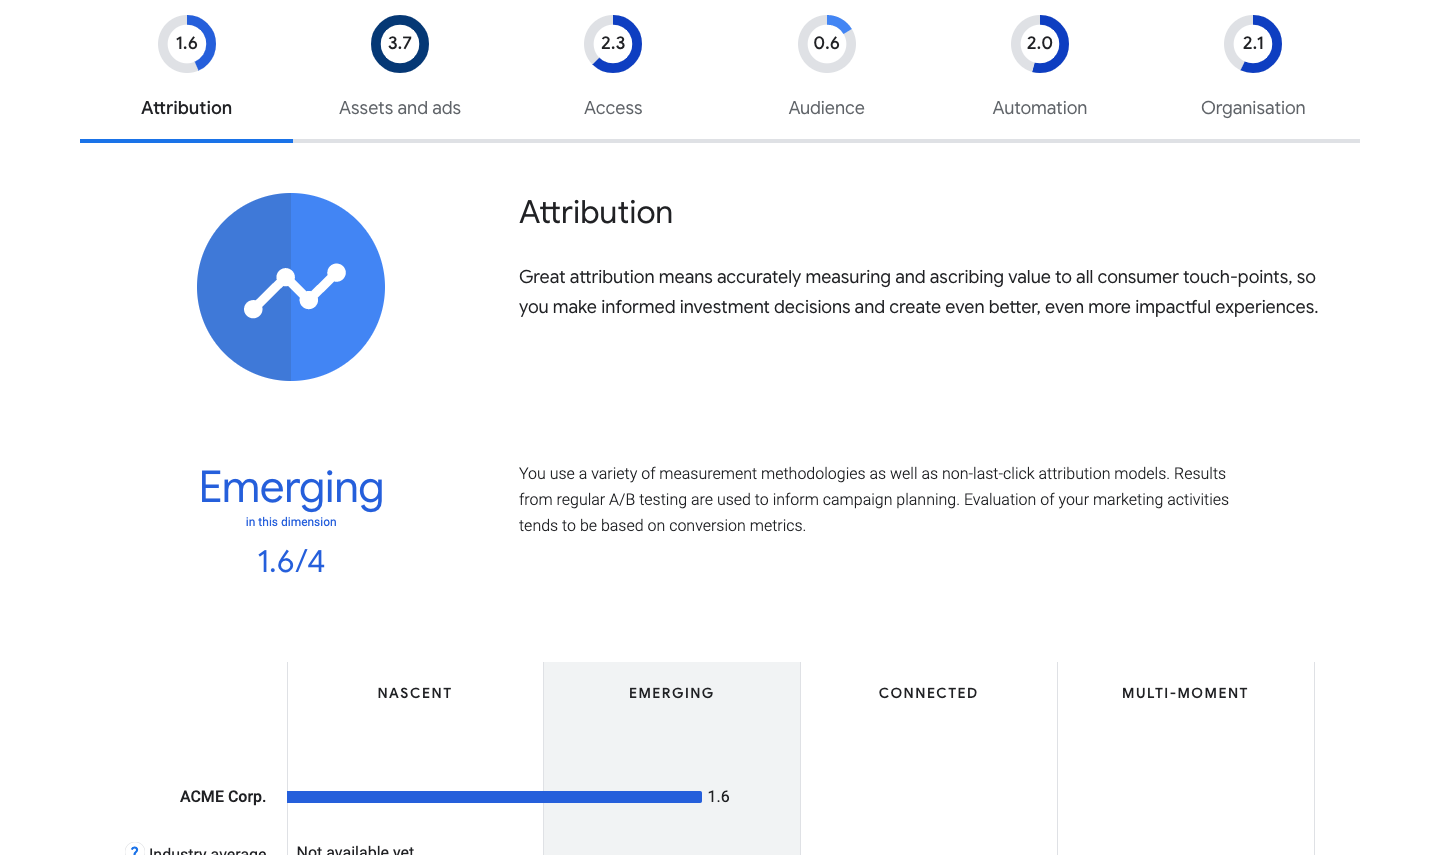 1.6 3.7 2.3 0.6 2.0 2.1
Attribution Assets and ads Access Audience Automation Organisation
Attribution
Great attribution means accurately measuring and ascribing value to all consumer touch-points, so
you make informed investment decisions and create even better, even more impactful experiences.
Emerging
in this dimension
1.6/4
You use a variety of measurement methodologies as well as non-last-click attribution models. Results
from regular A/B testing are used to inform campaign planning. Evaluation of your marketing activities
tends to be based on conversion metrics.
NASCENT EMERGING CONNECTED MULTI-MOMENT
ACME Corp. 1.6
? Industry average Not available yet